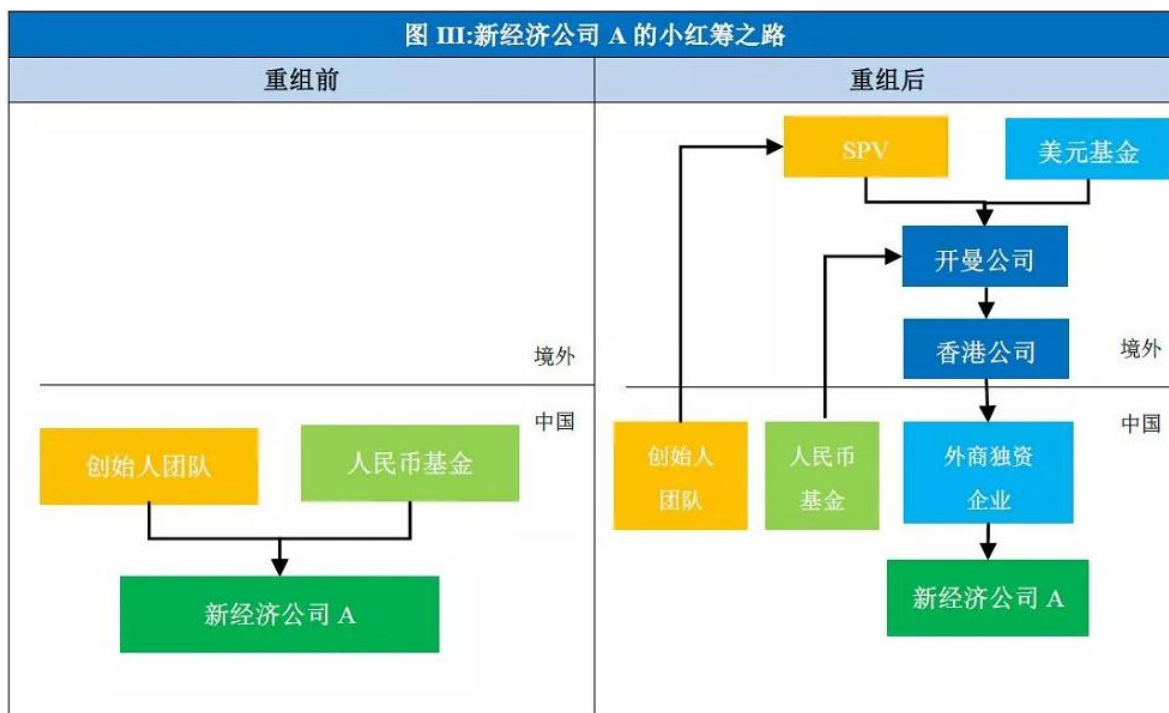 图 III:新经济公司 A 的小红筹之路
重组前
重组后
境外
中国
创始人团队
人民币基金
新经济公司 A
SPV
美元基金
开曼公司
香港公司
境外
中国
创始人
团队
人民币
基金
外商独资
企业
新经济公司 A